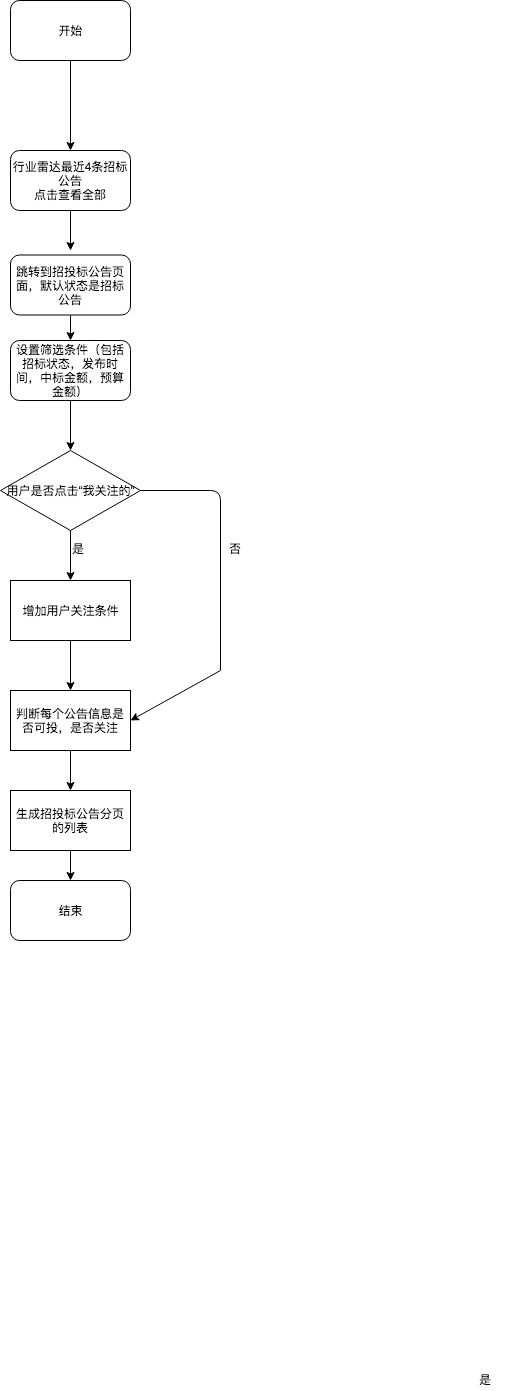 开始
行业雷达最近4条招标
公告
点击查看全部
跳转到招投标公告页
面，默认状态是招标
公告
设置筛选条件（包括
招标状态，发布时
间，中标金额，预算
金额）
用户是否点击“我关注的”
是
否
增加用户关注条件
判断每个公告信息是
否可投，是否关注
生成招投标公告分页
的列表
结束
是